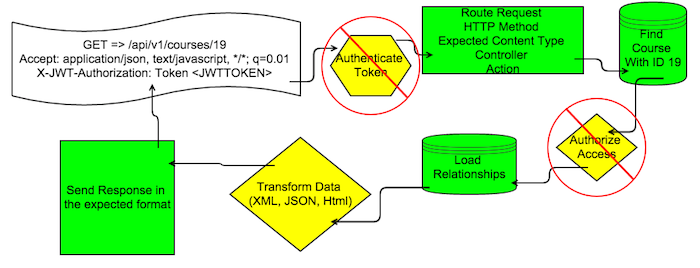 GET => /api/v1/courses/19
Accept: application/json, text/javascript, */*; q=0.01
X-JWT-Authorization: Token <JWTTOKEN>
Authenticate
Token
Route Request
HTTP Method
Expected Content Type
Controller
Action
Find
Course
With ID 19
Authorize
Access
Load
Relationships
Transform Data
(XML, JSON, Html)
Send Response in
the expected format